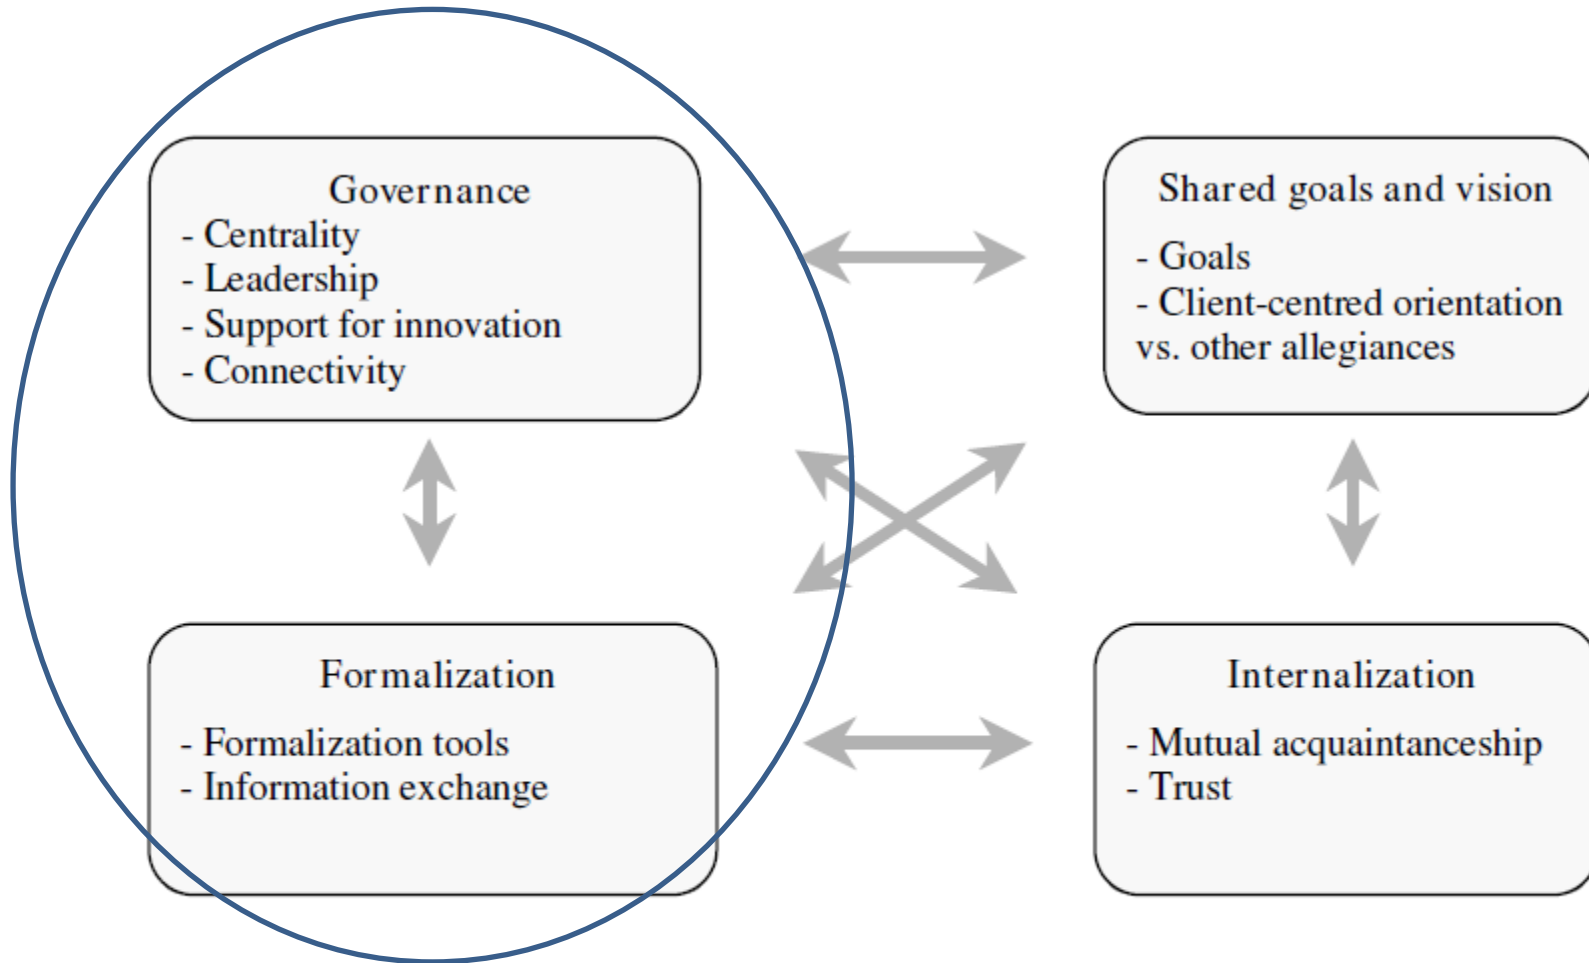 Governance
- Centrality
- Leadership
- Support for innovation
- Connectivity
Shared goals and vision
- Goals
- Client-centred orientation
vs. other allegiances
Formalization
- Formalization tools
- Information exchange
Internalization
- Mutual acquaintanceship
- Trust